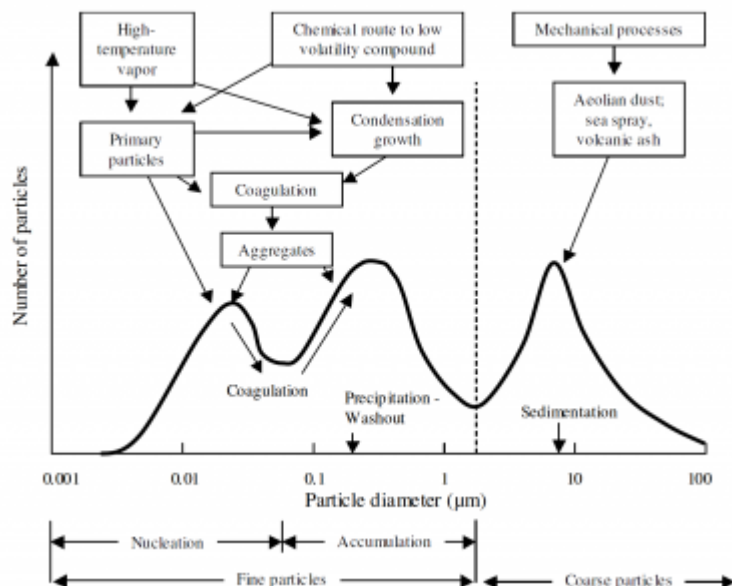 High-
temperature
vapor
Chemical route to low
volatility compound
Mechanical processes
Primary
particles
Condensation
growth
Aeolian dust;
sea spray,
volcanic ash
Coagulation
Aggregates
Number of particles
Coagulation
Precipitation -
Washout
Sedimentation
0.001
0.01
0.1
1
10
100
Particle diameter (μm)
Nucleation
Accumulation
Fine particles
Coarse particles